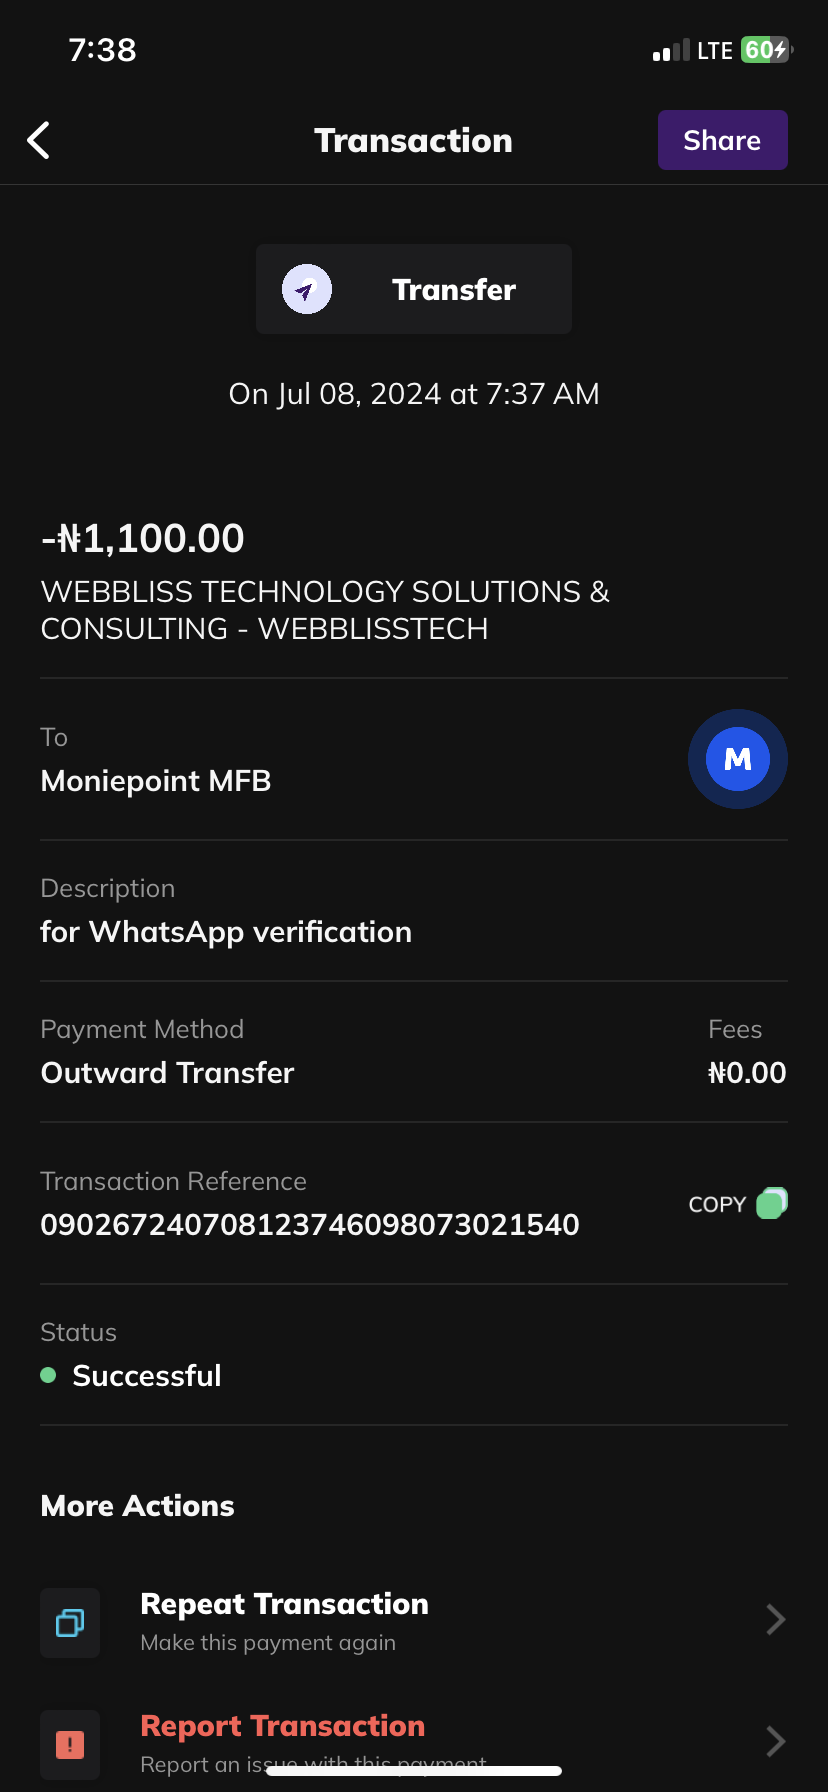 7:38
LTE 60
Transaction
Share
Transfer
On Jul 08, 2024 at 7:37 AM
-₦1,100.00
WEBBLISS TECHNOLOGY SOLUTIONS &
CONSULTING - WEBBLISSTECH
To
Moniepoint MFB
M
Description
for WhatsApp verification
Payment Method
Fees
Outward Transfer
₦0.00
Transaction Reference
090267240708123746098073021540
COPY
Status
Successful
More Actions
Repeat Transaction
Make this payment again
Report Transaction
Report an issue with this payment